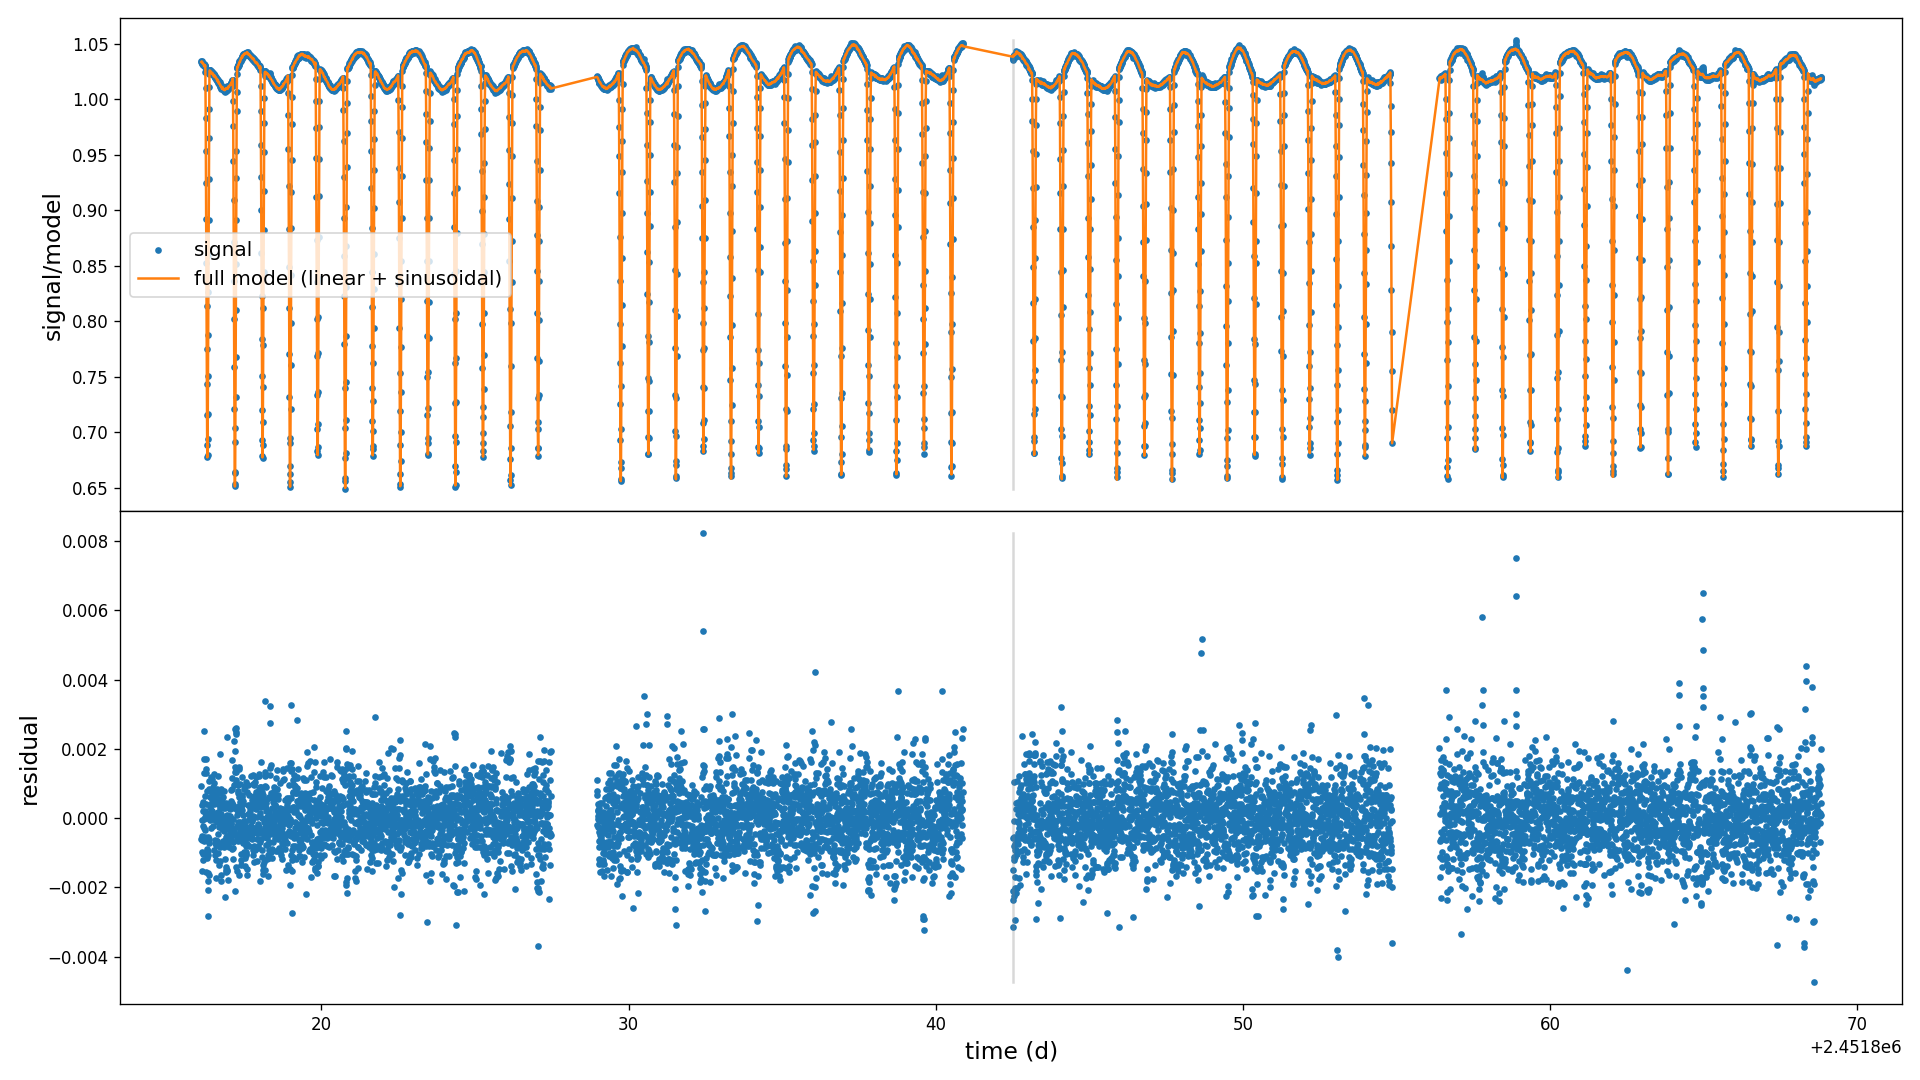 1.05
1.00
0.95
0.90
0.85
0.80
0.75
0.70
0.65
signal/model
signal
full model (linear + sinusoidal)
0.008
0.006
0.004
0.002
0.000
−0.002
−0.004
residual
20 30 40 50 60 70
time (d)
+2.4518e6